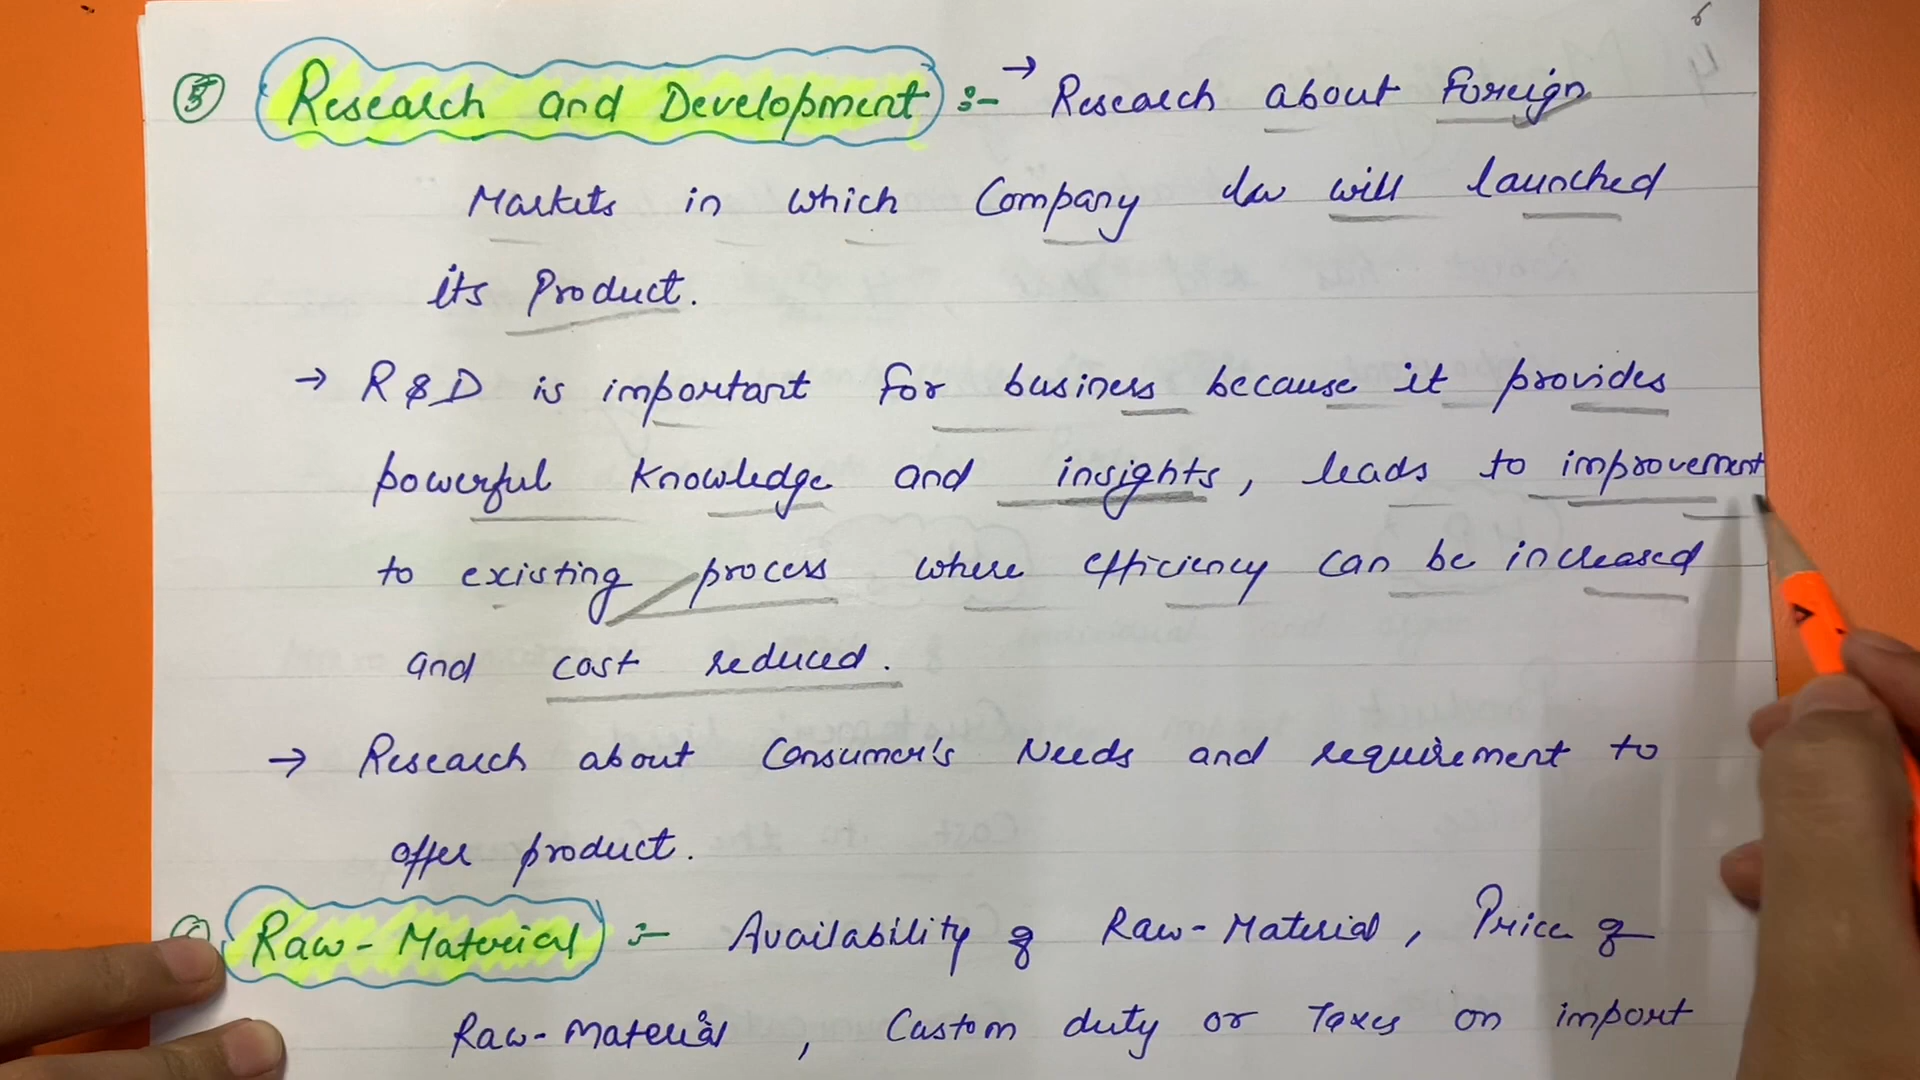 6
5 Research and Development :- → Research about Foreign
Markets in which Company will launched
its Product.
→ R & D is important for business because it provides
powerful knowledge and insights, leads to improvement
to existing process where efficiency can be increased
and cost reduced.
→ Research about Consumer's Needs and requirement to
offer product.
Raw-Material :- Availability of Raw-Material, Price of
Raw-Material, Custom duty or Taxes on import